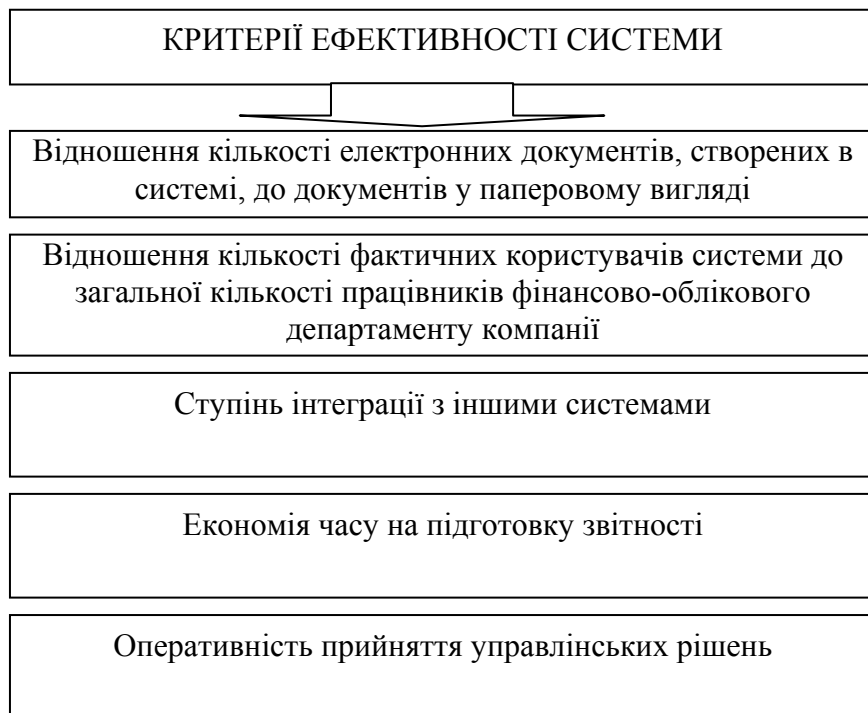 КРИТЕРІЇ ЕФЕКТИВНОСТІ СИСТЕМИ
Відношення кількості електронних документів, створених в
системі, до документів у паперовому вигляді
Відношення кількості фактичних користувачів системи до
загальної кількості працівників фінансово-облікового
департаменту компанії
Ступінь інтеграції з іншими системами
Економія часу на підготовку звітності
Оперативність прийняття управлінських рішень